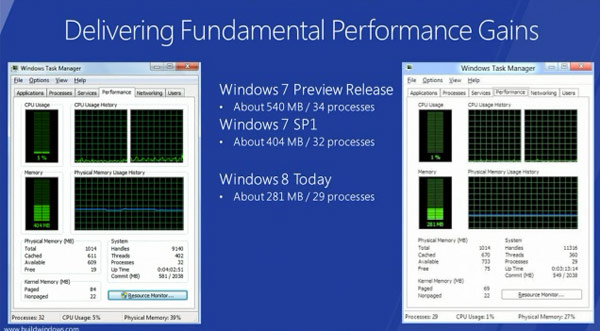 Delivering Fundamental Performance Gains
Windows Task Manager
File Options View Help
Applications Processes Services Performance Networking Users
CPU Usage CPU Usage History
5 %
Memory Physical Memory Usage History
404 MB
Physical Memory (MB) System
Total 1014 Handles 9140
Cached 611 Threads 402
Available 609 Processes 32
Free 19 Up Time 0:04:02:51
Kernel Memory (MB) Commit (MB) 581 / 2038
Paged 84
Nonpaged 22 Resource Monitor...
Processes: 32 CPU Usage: 5% Physical Memory: 39%
www.buildwindows.com
Windows 7 Preview Release
• About 540 MB / 34 processes
Windows 7 SP1
• About 404 MB / 32 processes
Windows 8 Today
• About 281 MB / 29 processes
Windows Task Manager
File Options View Help
Applications Processes Services Performance Networking Users
CPU Usage CPU Usage History
1 %
Memory Physical Memory Usage History
281 MB
Physical Memory (MB) System
Total 1014 Handles 11316
Cached 670 Threads 360
Available 733 Processes 29
Free 75 Up Time 0:03:13:14
Kernel Memory (MB) Commit (MB) 549 / 2038
Paged 69
Nonpaged 22 Resource Monitor...
Processes: 29 CPU Usage: 1% Physical Memory: 27%